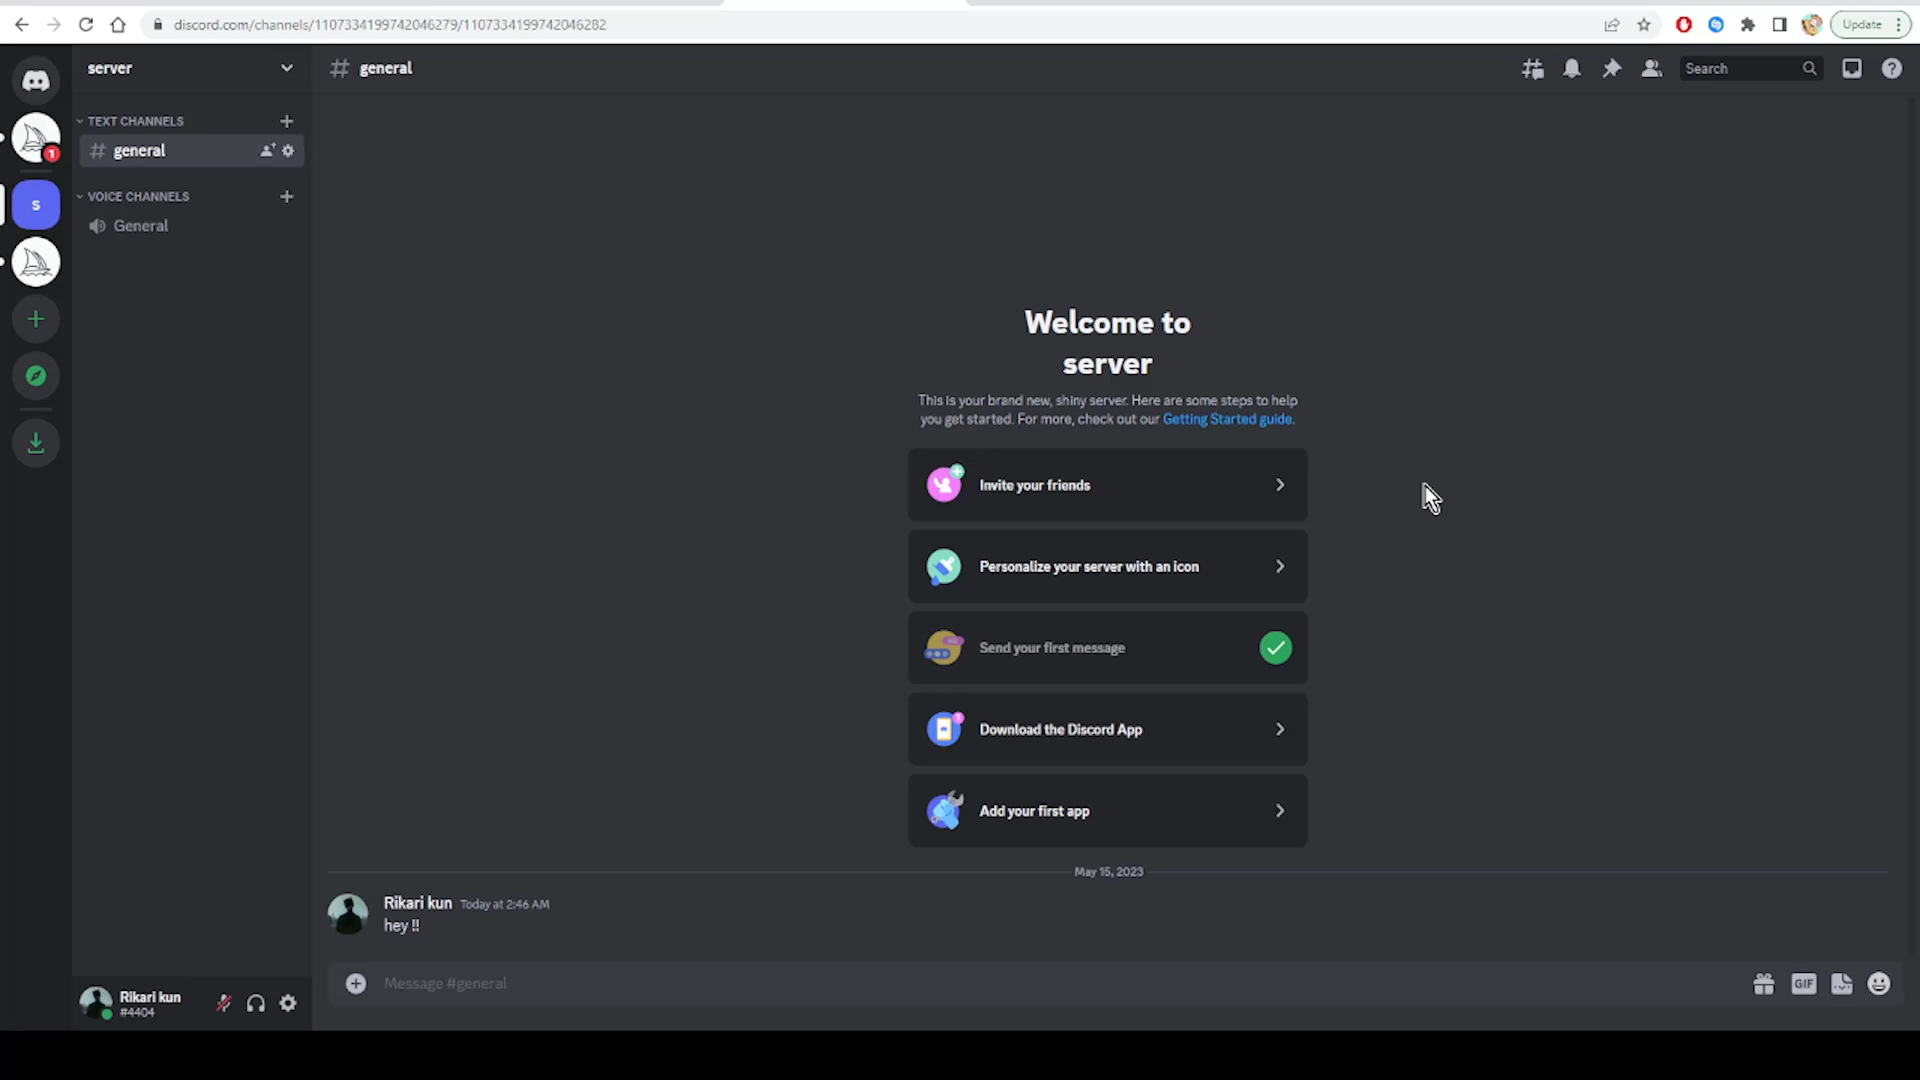 discord.com/channels/1107334199742046279/1107334199742046282
Update
server
general
Search
TEXT CHANNELS
general
1
VOICE CHANNELS
s
General
Welcome to
server
This is your brand new, shiny server. Here are some steps to help
you get started. For more, check out our Getting Started guide.
Invite your friends
Personalize your server with an icon
Send your first message
Download the Discord App
Add your first app
May 15, 2023
Rikari kun Today at 2:46 AM
hey !!
Message #general
GIF
Rikari kun
#4404